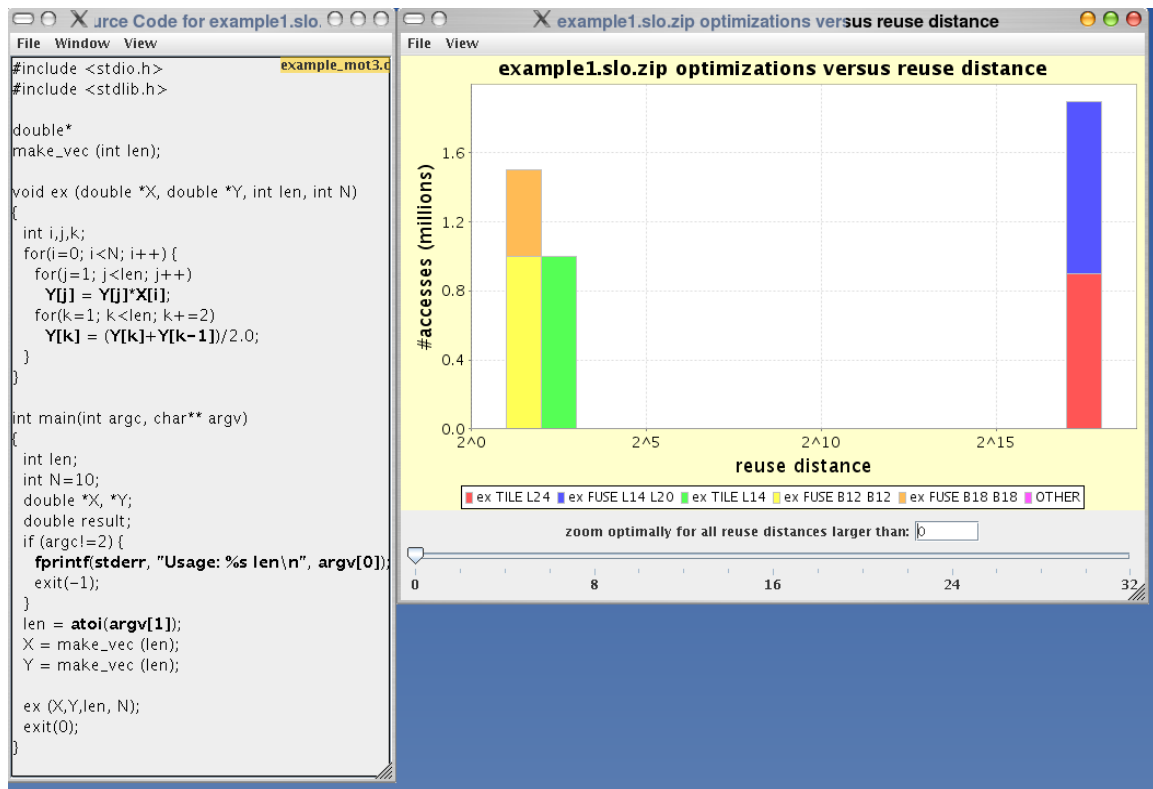 urce Code for example1.slo.
File Window View
example_mot3.c
#include <stdio.h>
#include <stdlib.h>
double*
make_vec (int len);
void ex (double *X, double *Y, int len, int N)
{
int i,j,k;
for(i=0; i<N; i++) {
for(j=1; j<len; j++)
Y[j] = Y[j]*X[i];
for(k=1; k<len; k+=2)
Y[k] = (Y[k]+Y[k-1])/2.0;
}
}
int main(int argc, char** argv)
{
int len;
int N=10;
double *X, *Y;
double result;
if (argc!=2) {
fprintf(stderr, "Usage: %s len\n", argv[0]);
exit(-1);
}
len = atoi(argv[1]);
X = make_vec (len);
Y = make_vec (len);
ex (X,Y,len, N);
exit(0);
}
example1.slo.zip optimizations versus reuse distance
File View
example1.slo.zip optimizations versus reuse distance
#accesses (millions)
1.6
1.2
0.8
0.4
0.0
2^0 2^5 2^10 2^15
reuse distance
ex TILE L24 ex FUSE L14 L20 ex TILE L14 ex FUSE B12 B12 ex FUSE B18 B18 OTHER
zoom optimally for all reuse distances larger than: 0
0 8 16 24 32